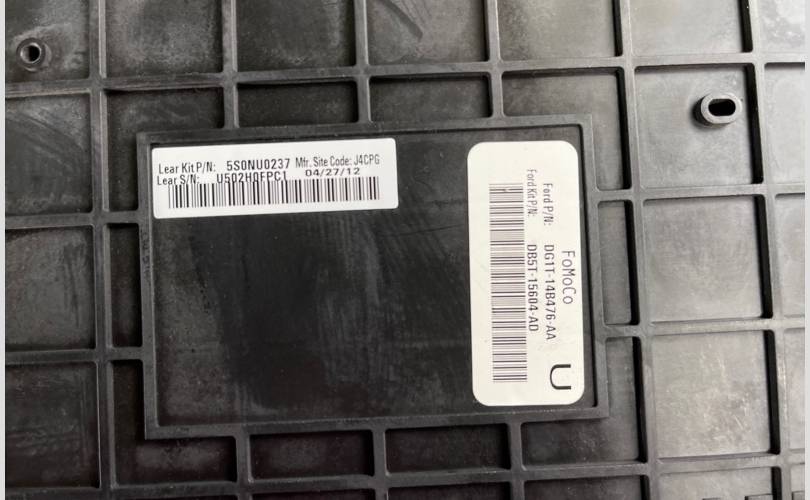 Lear Kit P/N: 5S0NU0237 Mfr. Site Code: J4CPG
Lear S/N: U502H0FPC1 04/27/12
FoMoCo
Ford P/N: DG1T-14B476-AA
Ford Kit P/N: DB5T-15604-AD
U